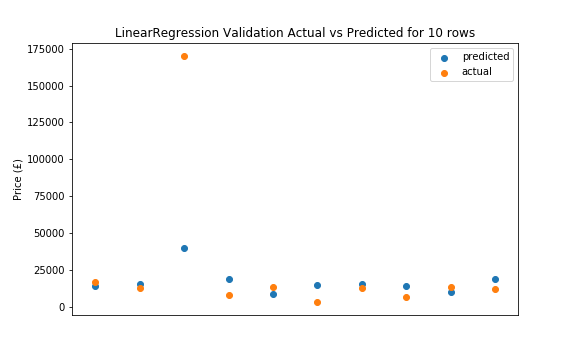 LinearRegression Validation Actual vs Predicted for 10 rows
175000
150000
125000
100000
75000
50000
25000
0
Price (£)
predicted
actual